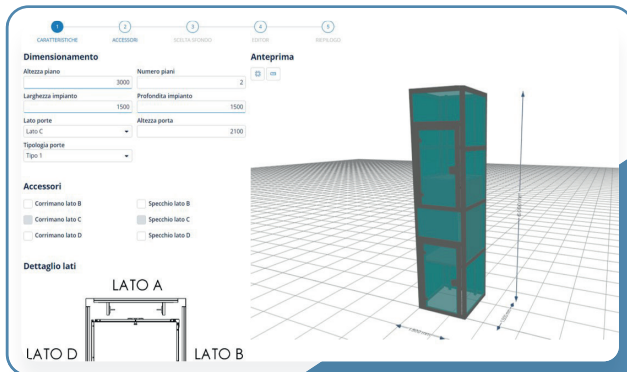 1 2 3 4 5
CARATTERISTICHE ACCESSORI SCELTA SFONDO EDITOR RIEPILOGO
Dimensionamento
Anteprima
Altezza piano Numero piani
3000 2
Larghezza impianto Profondita impianto
1500 1500
Lato porte Altezza porta
Lato C 2100
Tipologia porte
Tipo 1
Accessori
Corrimano lato B Specchio lato B
Corrimano lato C Specchio lato C
Corrimano lato D Specchio lato D
Dettaglio lati
LATO A
LATO D LATO B